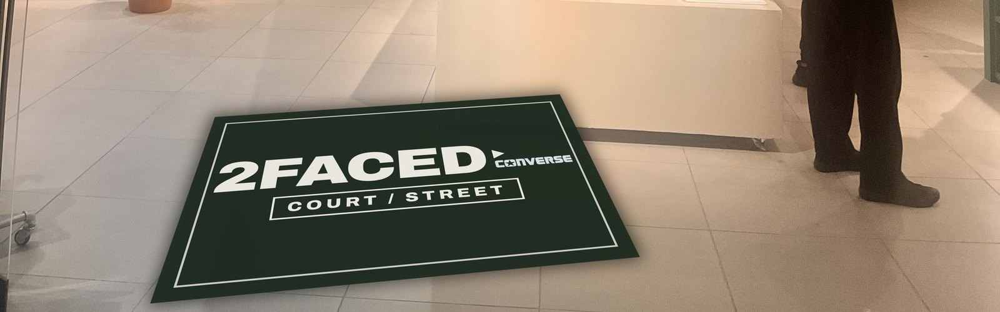 2FACED
CONVERSE
COURT / STREET